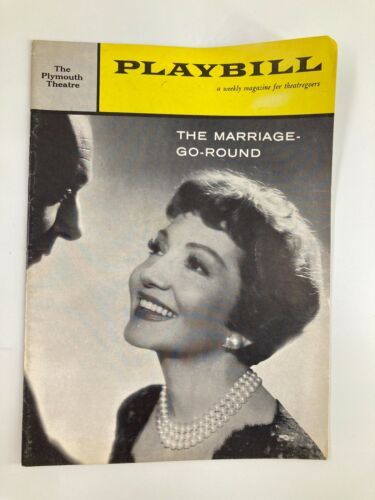 The
Plymouth
Theatre
PLAYBILL
a weekly magazine for theatregoers
THE MARRIAGE-
GO-ROUND